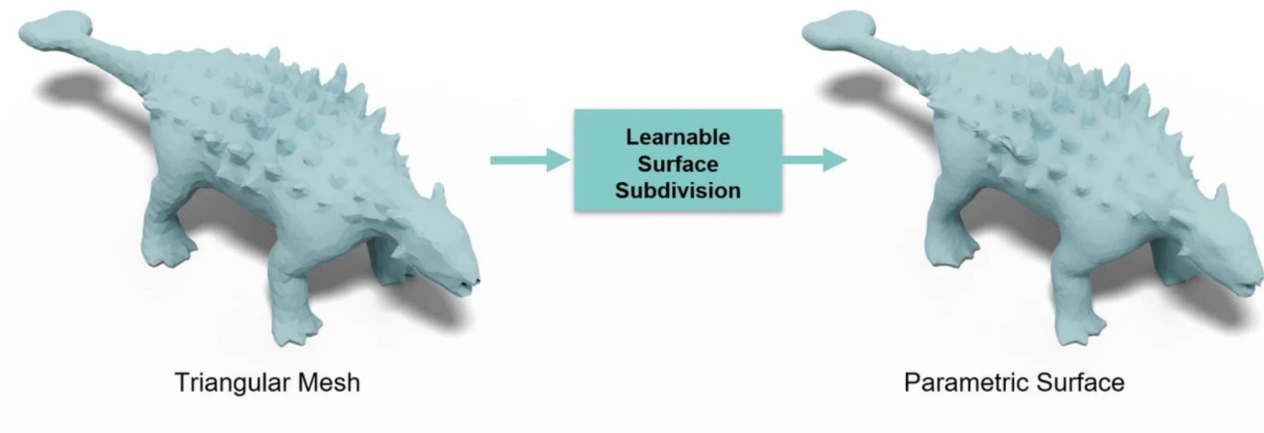 Learnable
Surface
Subdivision
Triangular Mesh
Parametric Surface